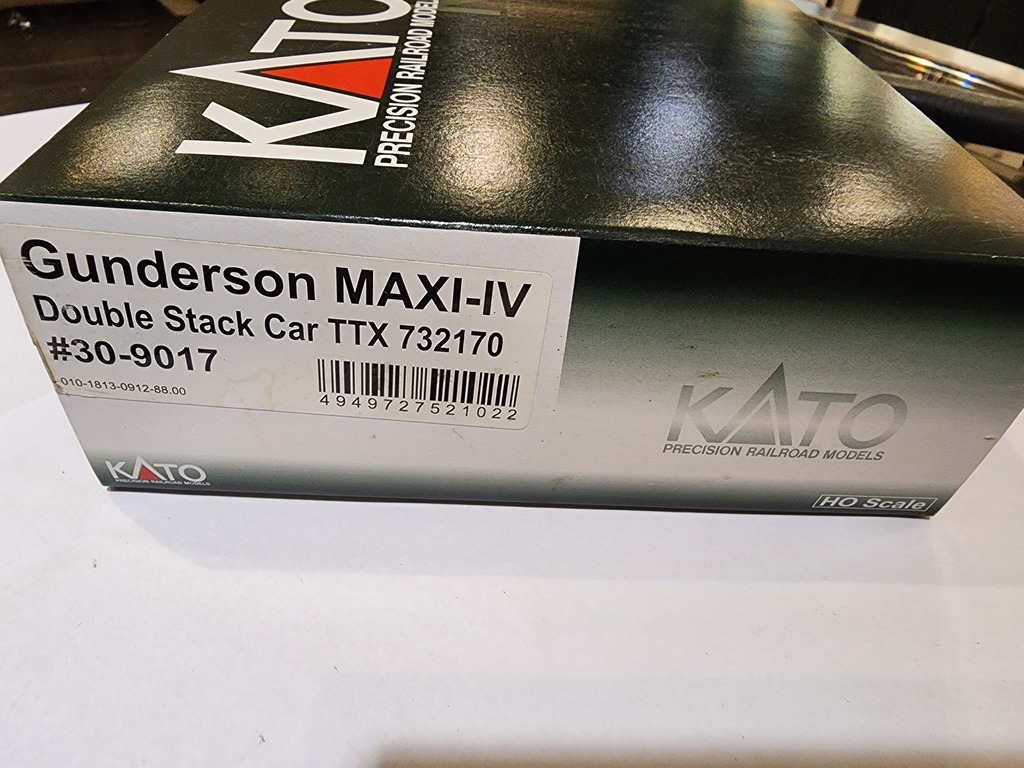 KATO
PRECISION RAILROAD MODELS
Gunderson MAXI-IV
Double Stack Car TTX 732170
#30-9017
010-1813-0912-88.00
4949727521022
KATO
PRECISION RAILROAD MODELS
KATO
PRECISION RAILROAD MODELS
HO Scale